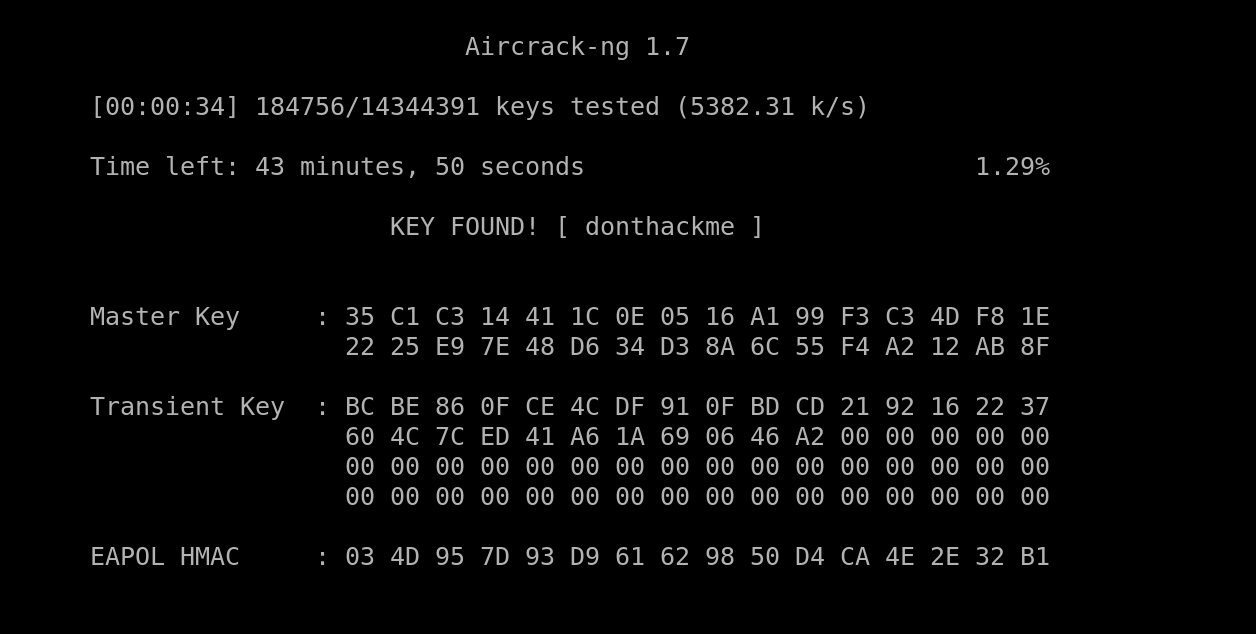 Aircrack-ng 1.7
[00:00:34] 184756/14344391 keys tested (5382.31 k/s)
Time left: 43 minutes, 50 seconds 1.29%
KEY FOUND! [ donthackme ]
Master Key : 35 C1 C3 14 41 1C 0E 05 16 A1 99 F3 C3 4D F8 1E
22 25 E9 7E 48 D6 34 D3 8A 6C 55 F4 A2 12 AB 8F
Transient Key : BC BE 86 0F CE 4C DF 91 0F BD CD 21 92 16 22 37
60 4C 7C ED 41 A6 1A 69 06 46 A2 00 00 00 00 00
00 00 00 00 00 00 00 00 00 00 00 00 00 00 00 00
00 00 00 00 00 00 00 00 00 00 00 00 00 00 00 00
EAPOL HMAC : 03 4D 95 7D 93 D9 61 62 98 50 D4 CA 4E 2E 32 B1